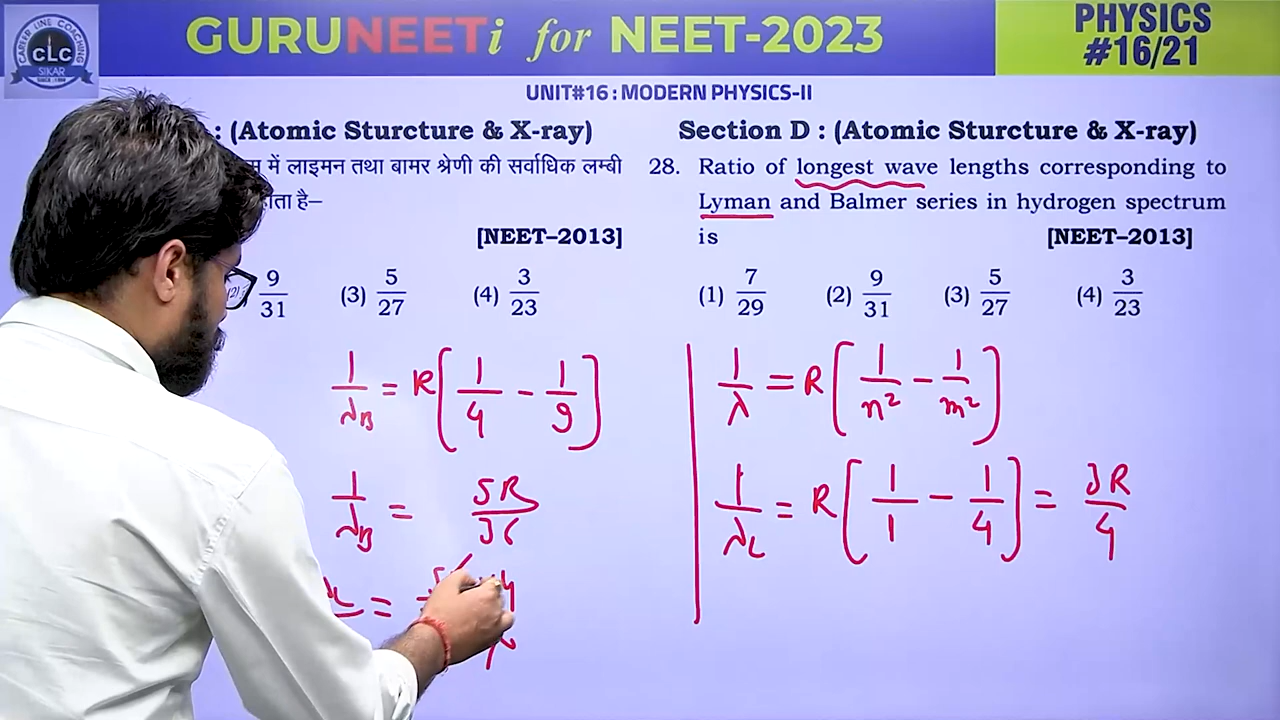 CAREER LINE COACHING
CLC
SIKAR
GURUNEETi for NEET-2023
PHYSICS
#16/21
UNIT#16 : MODERN PHYSICS-II
: (Atomic Sturcture & X-ray)
में लाइमन तथा बामर श्रेणी की सर्वाधिक लम्बी
होता है–
[NEET–2013]
9/31 (3) 5/27 (4) 3/23
1/λB = R[1/4 - 1/9]
1/λB = 5R/36
Section D : (Atomic Sturcture & X-ray)
28. Ratio of longest wave lengths corresponding to
Lyman and Balmer series in hydrogen spectrum
is [NEET–2013]
(1) 7/29 (2) 9/31 (3) 5/27 (4) 3/23
1/λ = R[1/n² - 1/m²]
1/λL = R[1/1 - 1/4] = 3R/4